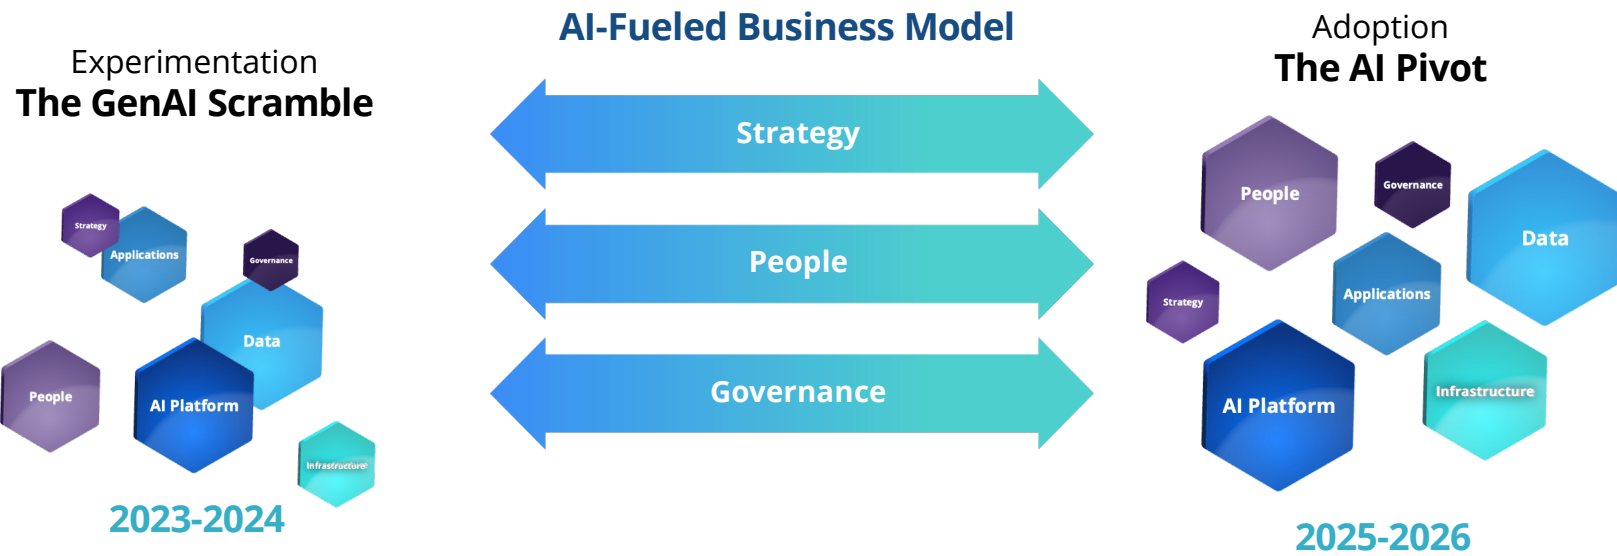 Experimentation
The GenAI Scramble
Strategy
Applications
Governance
Data
People
AI Platform
Infrastructure
2023-2024
AI-Fueled Business Model
Strategy
People
Governance
Adoption
The AI Pivot
People
Governance
Data
Strategy
Applications
AI Platform
Infrastructure
2025-2026